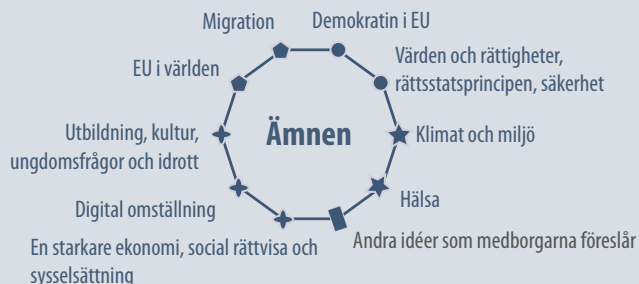 Migration
Demokratin i EU
EU i världen
Värden och rättigheter,
rättsstatsprincipen, säkerhet
Utbildning, kultur,
ungdomsfrågor och idrott
Ämnen
Klimat och miljö
Digital omställning
Hälsa
En starkare ekonomi, social rättvisa och
sysselsättning
Andra idéer som medborgarna föreslår